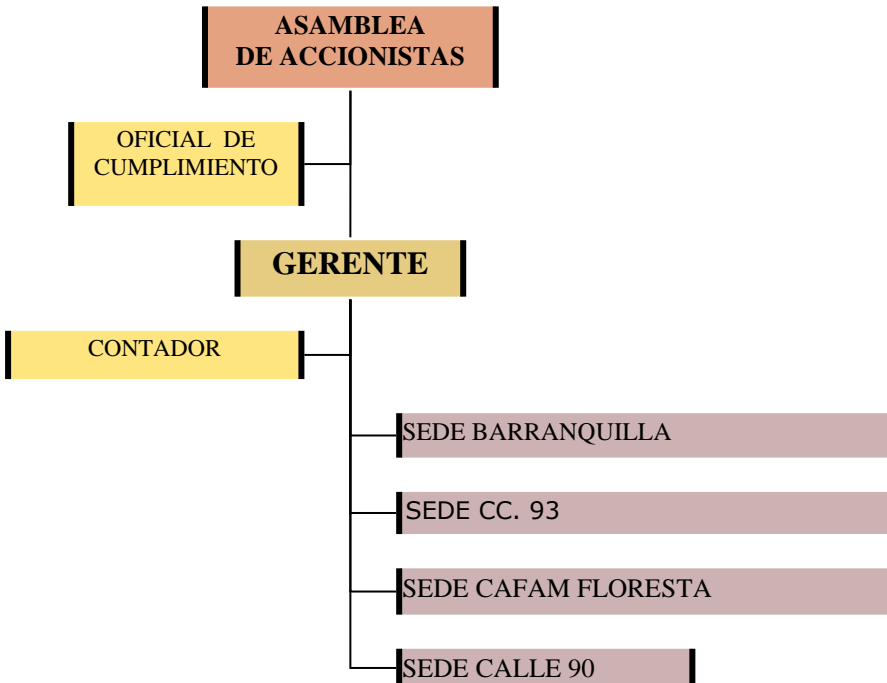 ASAMBLEA
DE ACCIONISTAS
OFICIAL DE
CUMPLIMIENTO
GERENTE
CONTADOR
SEDE BARRANQUILLA
SEDE CC. 93
SEDE CAFAM FLORESTA
SEDE CALLE 90